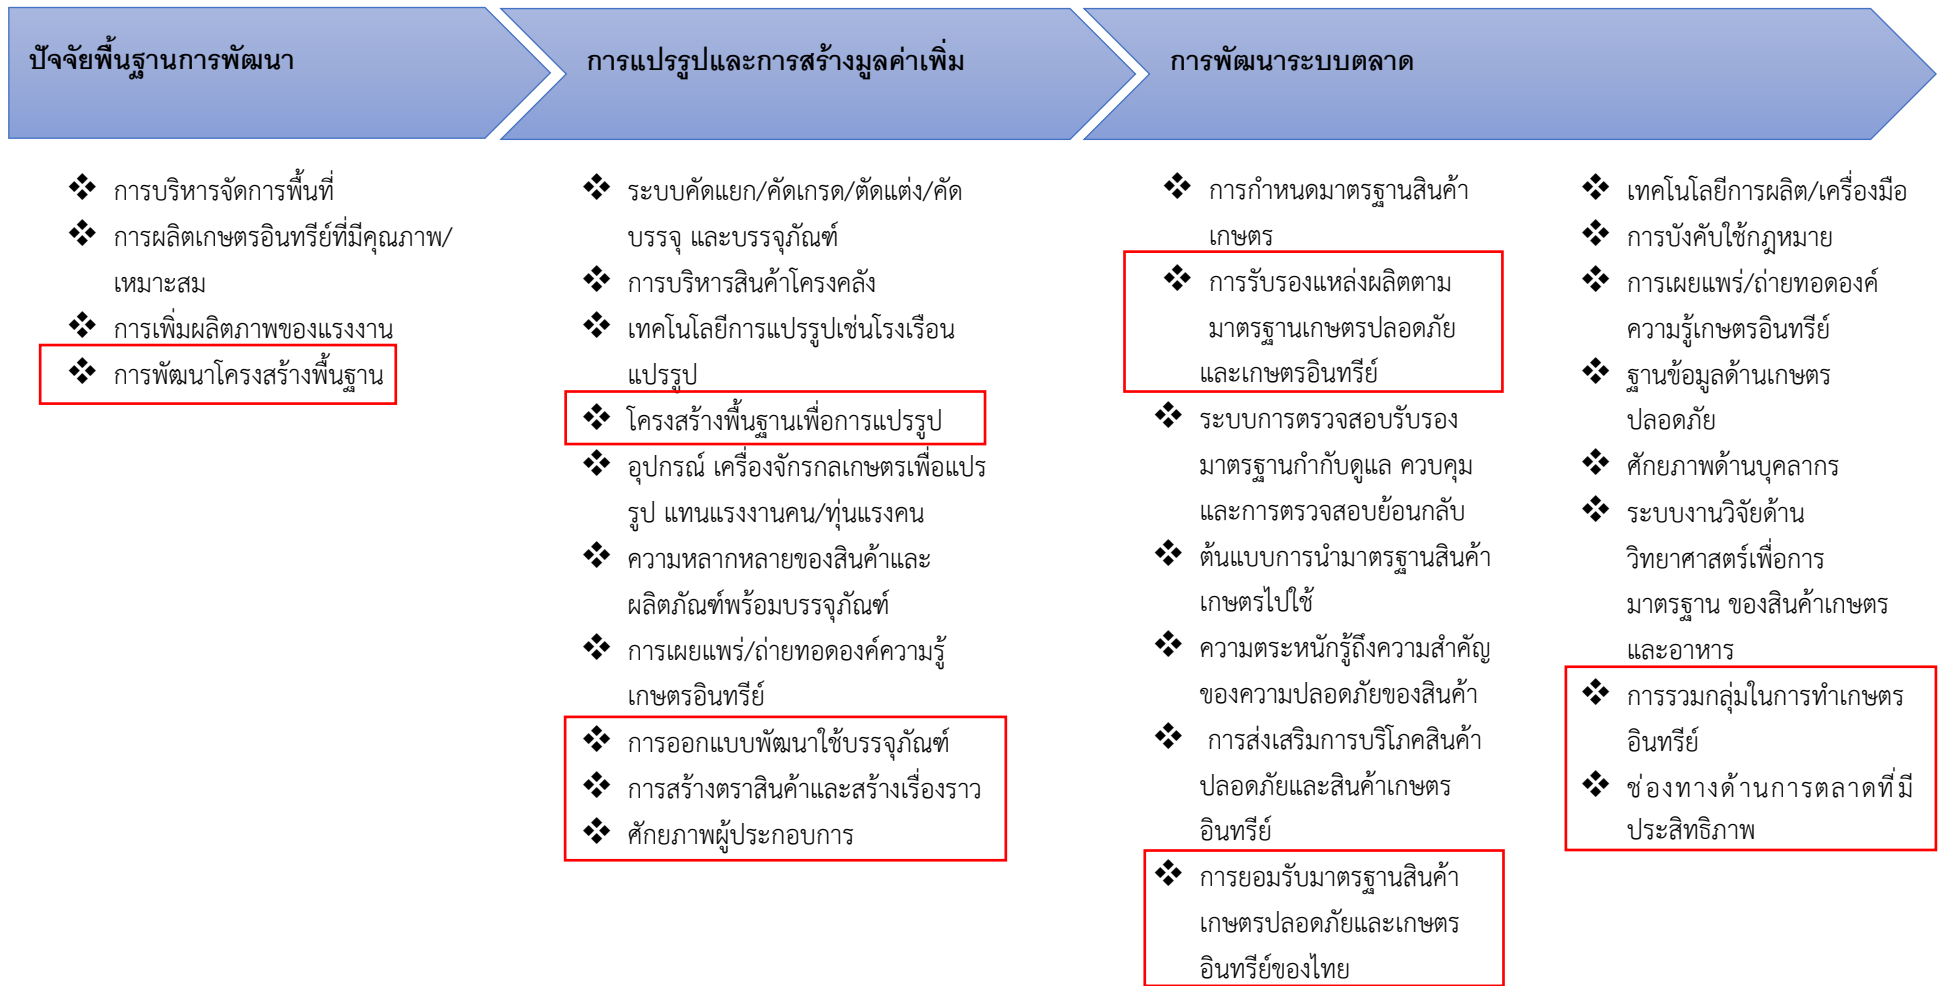 ปัจจัยพื้นฐานการพัฒนา
การแปรรูปและการสร้างมูลค่าเพิ่ม
การพัฒนาระบบตลาด
❖ การบริหารจัดการพื้นที่
❖ การผลิตเกษตรอินทรีย์ที่มีคุณภาพ/
เหมาะสม
❖ การเพิ่มผลิตภาพของแรงงาน
❖ การพัฒนาโครงสร้างพื้นฐาน
❖ ระบบคัดแยก/คัดเกรด/ตัดแต่ง/คัด
บรรจุ และบรรจุภัณฑ์
❖ การบริหารสินค้าโครงคลัง
❖ เทคโนโลยีการแปรรูปเช่นโรงเรือน
แปรรูป
❖ โครงสร้างพื้นฐานเพื่อการแปรรูป
❖ อุปกรณ์ เครื่องจักรกลเกษตรเพื่อแปร
รูป แทนแรงงานคน/ทุ่นแรงคน
❖ ความหลากหลายของสินค้าและ
ผลิตภัณฑ์พร้อมบรรจุภัณฑ์
❖ การเผยแพร่/ถ่ายทอดองค์ความรู้
เกษตรอินทรีย์
❖ การออกแบบพัฒนาใช้บรรจุภัณฑ์
❖ การสร้างตราสินค้าและสร้างเรื่องราว
❖ ศักยภาพผู้ประกอบการ
❖ การกำหนดมาตรฐานสินค้า
เกษตร
❖ การรับรองแหล่งผลิตตาม
มาตรฐานเกษตรปลอดภัย
และเกษตรอินทรีย์
❖ ระบบการตรวจสอบรับรอง
มาตรฐานกำกับดูแล ควบคุม
และการตรวจสอบย้อนกลับ
❖ ต้นแบบการนำมาตรฐานสินค้า
เกษตรไปใช้
❖ ความตระหนักรู้ถึงความสำคัญ
ของความปลอดภัยของสินค้า
❖ การส่งเสริมการบริโภคสินค้า
ปลอดภัยและสินค้าเกษตร
อินทรีย์
❖ การยอมรับมาตรฐานสินค้า
เกษตรปลอดภัยและเกษตร
อินทรีย์ของไทย
❖ เทคโนโลยีการผลิต/เครื่องมือ
❖ การบังคับใช้กฎหมาย
❖ การเผยแพร่/ถ่ายทอดองค์
ความรู้เกษตรอินทรีย์
❖ ฐานข้อมูลด้านเกษตร
ปลอดภัย
❖ ศักยภาพด้านบุคลากร
❖ ระบบงานวิจัยด้าน
วิทยาศาสตร์เพื่อการ
มาตรฐาน ของสินค้าเกษตร
และอาหาร
❖ การรวมกลุ่มในการทำเกษตร
อินทรีย์
❖ ช่องทางด้านการตลาดที่มี
ประสิทธิภาพ